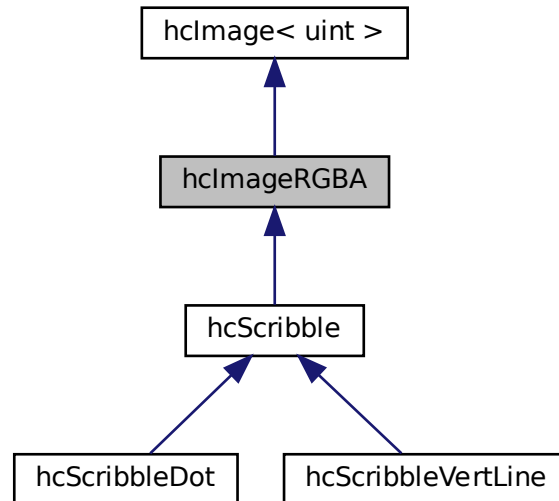 hcImage< uint >
hcImageRGBA
hcScribble
hcScribbleDot
hcScribbleVertLine